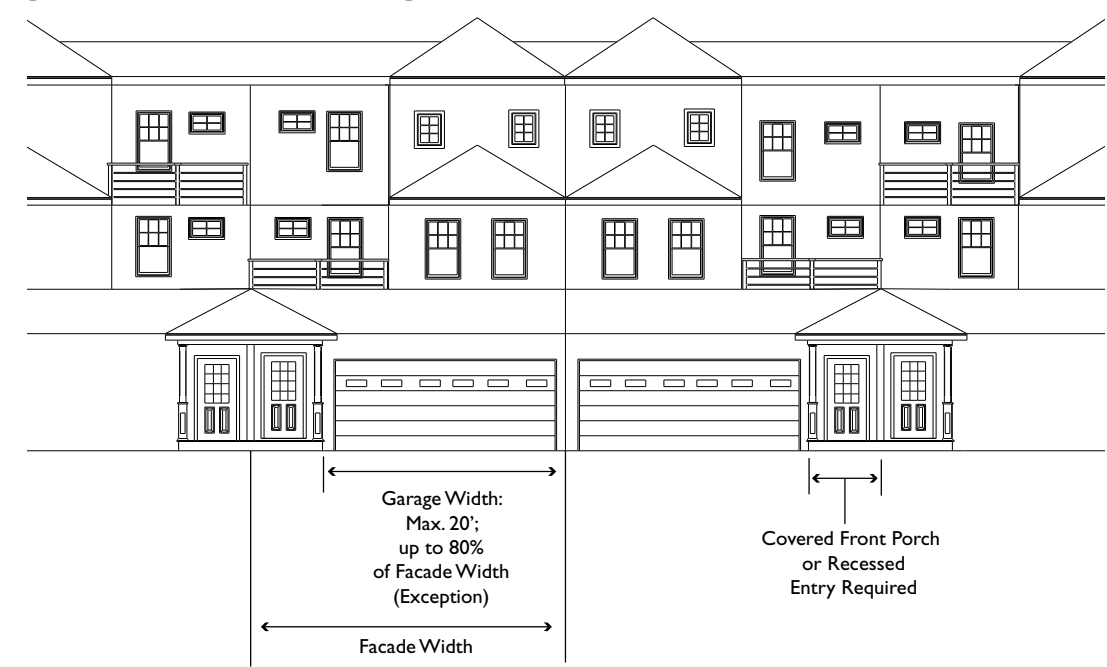 Garage Width:
Max. 20’;
up to 80%
of Facade Width
(Exception)
Facade Width
Covered Front Porch
or Recessed
Entry Required